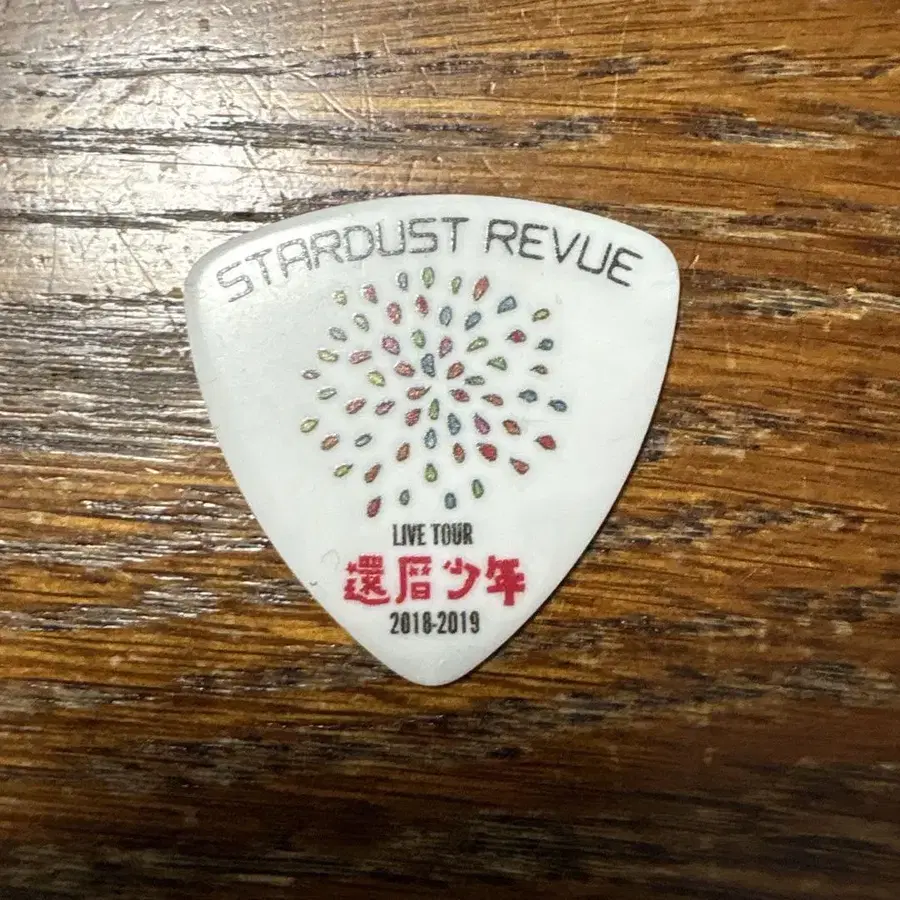 STARDUST REVUE
LIVE TOUR
還暦少年
2018-2019